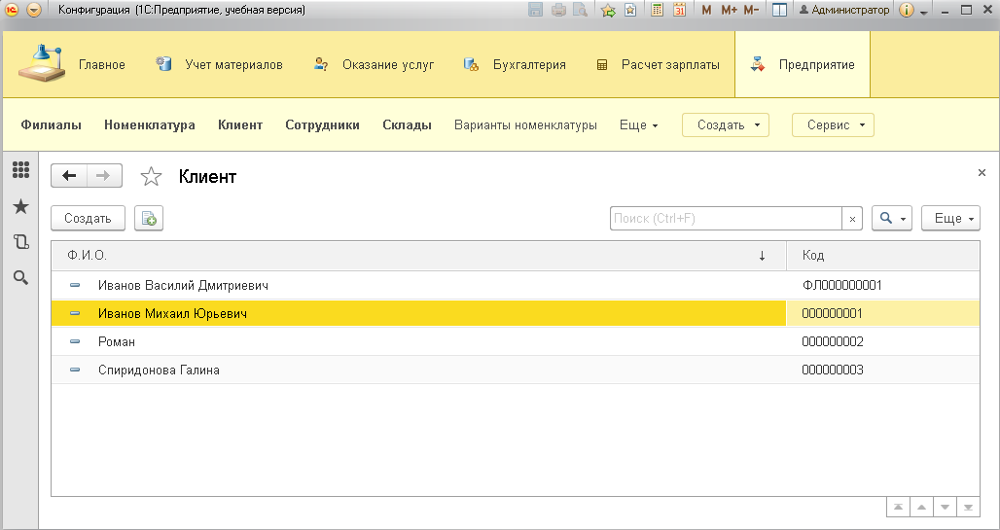 Конфигурация (1С:Предприятие, учебная версия) M M+ M- Администратор
Главное Учет материалов Оказание услуг Бухгалтерия Расчет зарплаты Предприятие
Филиалы Номенклатура Клиент Сотрудники Склады Варианты номенклатуры Еще Создать Сервис
Клиент
Создать Поиск (Ctrl+F) Еще
Ф.И.О. Код
Иванов Василий Дмитриевич ФЛ000000001
Иванов Михаил Юрьевич 000000001
Роман 000000002
Спиридонова Галина 000000003